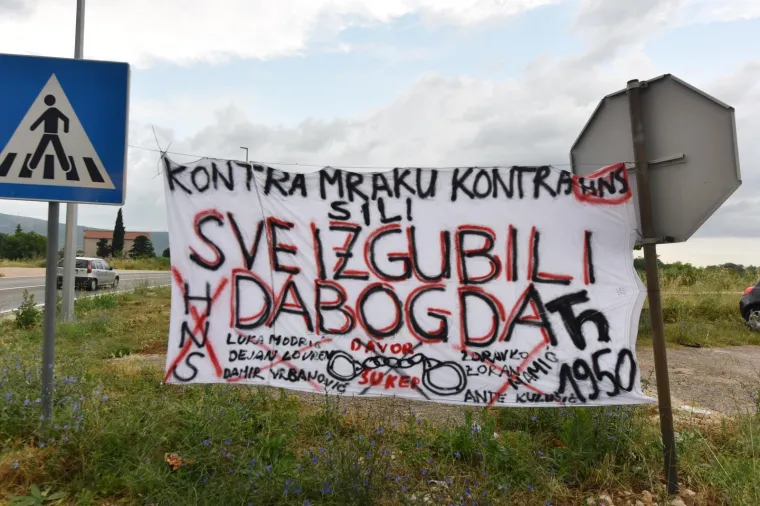 KONTRA MRAKU KONTRA HNS
SILI
SVE IZGUBILI
DABOGDA Ћ
HNS
1950
LUKA MODRIĆ
DEJAN LOVREN
DAMIR VRBANOVIĆ
DAVOR
ŠUKER
ZDRAVKO
ZORAN
MAMIĆ
ANTE KULUŠIĆ